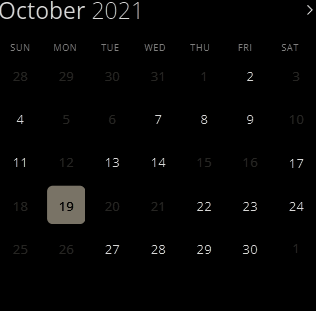 October 2021
SUN MON TUE WED THU FRI SAT
28 29 30 31 1 2 3
4 5 6 7 8 9 10
11 12 13 14 15 16 17
18 19 20 21 22 23 24
25 26 27 28 29 30 1